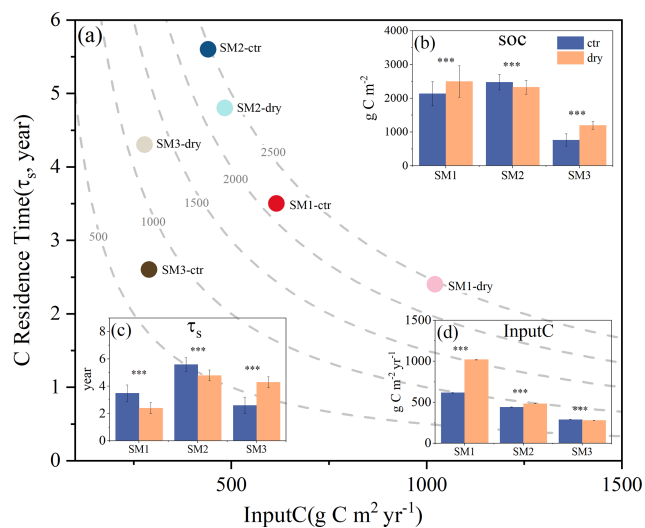 (a)
C Residence Time(τs, year)
6
5
4
3
2
1
0
500
1000
1500
InputC(g C m² yr⁻¹)
SM2-ctr
SM2-dry
SM3-dry
SM1-ctr
SM3-ctr
SM1-dry
500
1000
1500
2000
2500
(b)
soc
ctr
dry
g C m⁻²
4000
3000
2000
1000
0
***
***
***
SM1
SM2
SM3
(c)
τs
year
8
6
4
2
0
***
***
***
SM1
SM2
SM3
(d)
InputC
g C m⁻² yr⁻¹
1500
1000
500
0
***
***
***
SM1
SM2
SM3